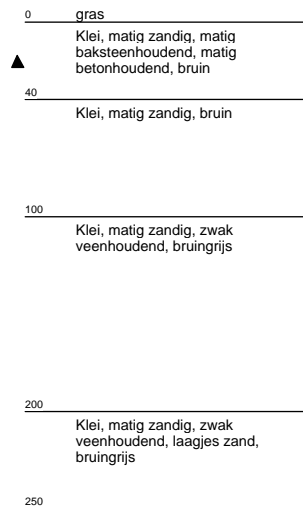 0 gras
Klei, matig zandig, matig
baksteenhoudend, matig
betonhoudend, bruin
40
Klei, matig zandig, bruin
100
Klei, matig zandig, zwak
veenhoudend, bruingrijs
200
Klei, matig zandig, zwak
veenhoudend, laagjes zand,
bruingrijs
250